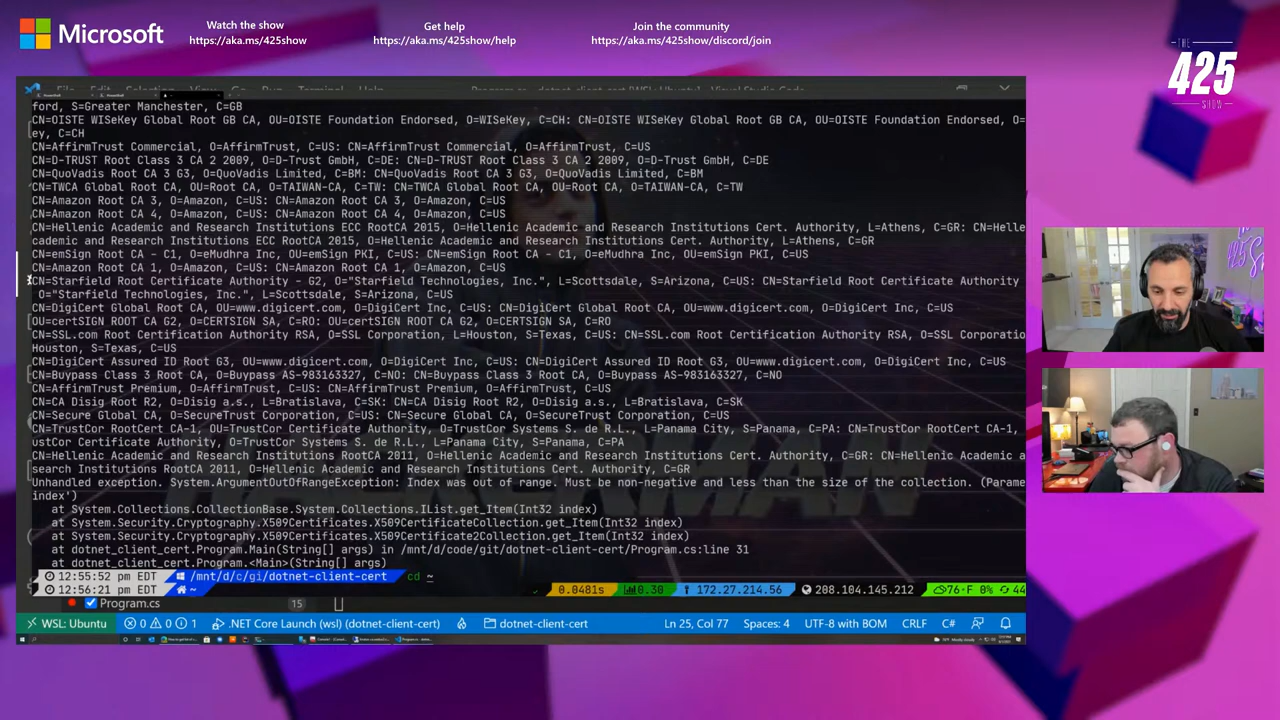 Microsoft
Watch the show
https://aka.ms/425show
Get help
https://aka.ms/425show/help
Join the community
https://aka.ms/425show/discord/join
THE
425
SHOW
ford, S=Greater Manchester, C=GB
CN=OISTE WISeKey Global Root GB CA, OU=OISTE Foundation Endorsed, O=WISeKey, C=CH: CN=OISTE WISeKey Global Root GB CA, OU=OISTE Foundation Endorsed, O=
ey, C=CH
CN=AffirmTrust Commercial, O=AffirmTrust, C=US: CN=AffirmTrust Commercial, O=AffirmTrust, C=US
CN=D-TRUST Root Class 3 CA 2 2009, O=D-Trust GmbH, C=DE: CN=D-TRUST Root Class 3 CA 2 2009, O=D-Trust GmbH, C=DE
CN=QuoVadis Root CA 3 G3, O=QuoVadis Limited, C=BM: CN=QuoVadis Root CA 3 G3, O=QuoVadis Limited, C=BM
CN=TWCA Global Root CA, OU=Root CA, O=TAIWAN-CA, C=TW: CN=TWCA Global Root CA, OU=Root CA, O=TAIWAN-CA, C=TW
CN=Amazon Root CA 3, O=Amazon, C=US: CN=Amazon Root CA 3, O=Amazon, C=US
CN=Amazon Root CA 4, O=Amazon, C=US: CN=Amazon Root CA 4, O=Amazon, C=US
CN=Hellenic Academic and Research Institutions ECC RootCA 2015, O=Hellenic Academic and Research Institutions Cert. Authority, L=Athens, C=GR: CN=Helle
cademic and Research Institutions ECC RootCA 2015, O=Hellenic Academic and Research Institutions Cert. Authority, L=Athens, C=GR
CN=emSign Root CA - C1, O=eMudhra Inc, OU=emSign PKI, C=US: CN=emSign Root CA - C1, O=eMudhra Inc, OU=emSign PKI, C=US
CN=Amazon Root CA 1, O=Amazon, C=US: CN=Amazon Root CA 1, O=Amazon, C=US
CN=Starfield Root Certificate Authority - G2, O="Starfield Technologies, Inc.", L=Scottsdale, S=Arizona, C=US: CN=Starfield Root Certificate Authority
O="Starfield Technologies, Inc.", L=Scottsdale, S=Arizona, C=US
CN=DigiCert Global Root CA, OU=www.digicert.com, O=DigiCert Inc, C=US: CN=DigiCert Global Root CA, OU=www.digicert.com, O=DigiCert Inc, C=US
OU=certSIGN ROOT CA G2, O=CERTSIGN SA, C=RO: OU=certSIGN ROOT CA G2, O=CERTSIGN SA, C=RO
CN=SSL.com Root Certification Authority RSA, O=SSL Corporation, L=Houston, S=Texas, C=US: CN=SSL.com Root Certification Authority RSA, O=SSL Corporatio
Houston, S=Texas, C=US
CN=DigiCert Assured ID Root G3, OU=www.digicert.com, O=DigiCert Inc, C=US: CN=DigiCert Assured ID Root G3, OU=www.digicert.com, O=DigiCert Inc, C=US
CN=Buypass Class 3 Root CA, O=Buypass AS-983163327, C=NO: CN=Buypass Class 3 Root CA, O=Buypass AS-983163327, C=NO
CN=AffirmTrust Premium, O=AffirmTrust, C=US: CN=AffirmTrust Premium, O=AffirmTrust, C=US
CN=CA Disig Root R2, O=Disig a.s., L=Bratislava, C=SK: CN=CA Disig Root R2, O=Disig a.s., L=Bratislava, C=SK
CN=Secure Global CA, O=SecureTrust Corporation, C=US: CN=Secure Global CA, O=SecureTrust Corporation, C=US
CN=TrustCor RootCert CA-1, OU=TrustCor Certificate Authority, O=TrustCor Systems S. de R.L., L=Panama City, S=Panama, C=PA: CN=TrustCor RootCert CA-1,
ustCor Certificate Authority, O=TrustCor Systems S. de R.L., L=Panama City, S=Panama, C=PA
CN=Hellenic Academic and Research Institutions RootCA 2011, O=Hellenic Academic and Research Institutions Cert. Authority, C=GR: CN=Hellenic Academic a
search Institutions RootCA 2011, O=Hellenic Academic and Research Institutions Cert. Authority, C=GR
Unhandled exception. System.ArgumentOutOfRangeException: Index was out of range. Must be non-negative and less than the size of the collection. (Parame
index')
at System.Collections.CollectionBase.System.Collections.IList.get_Item(Int32 index)
at System.Security.Cryptography.X509Certificates.X509CertificateCollection.get_Item(Int32 index)
at System.Security.Cryptography.X509Certificates.X509Certificate2Collection.get_Item(Int32 index)
at dotnet_client_cert.Program.Main(String[] args) in /mnt/d/code/git/dotnet-client-cert/Program.cs:line 31
at dotnet_client_cert.Program.<Main>(String[] args)
12:55:52 pm EDT /mnt/d/c/gi/dotnet-client-cert cd ~
12:56:21 pm EDT ~ 0.0481s 0.30 172.27.214.56 208.104.145.212 76°F 0% 44
Program.cs 15
WSL: Ubuntu 0 0 1 .NET Core Launch (wsl) (dotnet-client-cert) dotnet-client-cert Ln 25, Col 77 Spaces: 4 UTF-8 with BOM CRLF C#